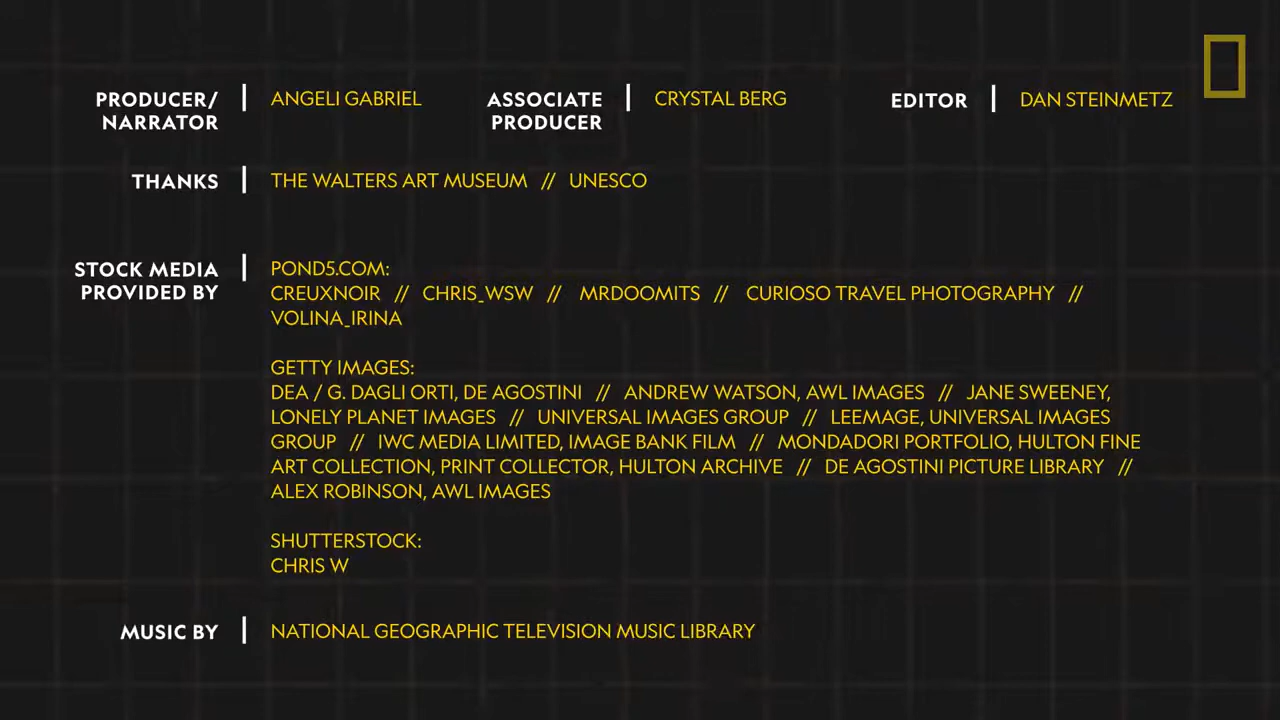 PRODUCER/ NARRATOR | ANGELI GABRIEL
ASSOCIATE PRODUCER | CRYSTAL BERG
EDITOR | DAN STEINMETZ
THANKS | THE WALTERS ART MUSEUM // UNESCO
STOCK MEDIA PROVIDED BY | POND5.COM:
CREUXNOIR // CHRIS_WSW // MRDOOMITS // CURIOSO TRAVEL PHOTOGRAPHY //
VOLINA_IRINA
GETTY IMAGES:
DEA / G. DAGLI ORTI, DE AGOSTINI // ANDREW WATSON, AWL IMAGES // JANE SWEENEY,
LONELY PLANET IMAGES // UNIVERSAL IMAGES GROUP // LEEMAGE, UNIVERSAL IMAGES
GROUP // IWC MEDIA LIMITED, IMAGE BANK FILM // MONDADORI PORTFOLIO, HULTON FINE
ART COLLECTION, PRINT COLLECTOR, HULTON ARCHIVE // DE AGOSTINI PICTURE LIBRARY //
ALEX ROBINSON, AWL IMAGES
SHUTTERSTOCK:
CHRIS W
MUSIC BY | NATIONAL GEOGRAPHIC TELEVISION MUSIC LIBRARY